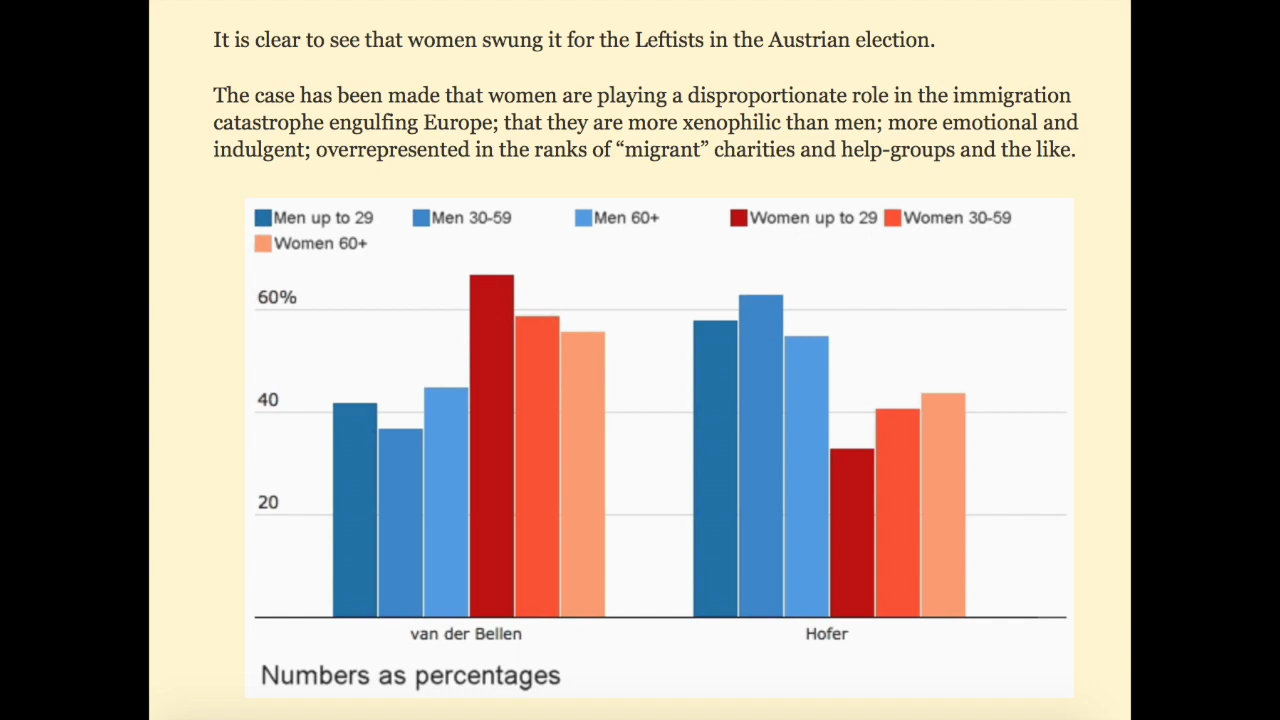 It is clear to see that women swung it for the Leftists in the Austrian election.
The case has been made that women are playing a disproportionate role in the immigration
catastrophe engulfing Europe; that they are more xenophilic than men; more emotional and
indulgent; overrepresented in the ranks of “migrant” charities and help-groups and the like.
Men up to 29 Men 30-59 Men 60+ Women up to 29 Women 30-59
Women 60+
60%
40
20
van der Bellen Hofer
Numbers as percentages